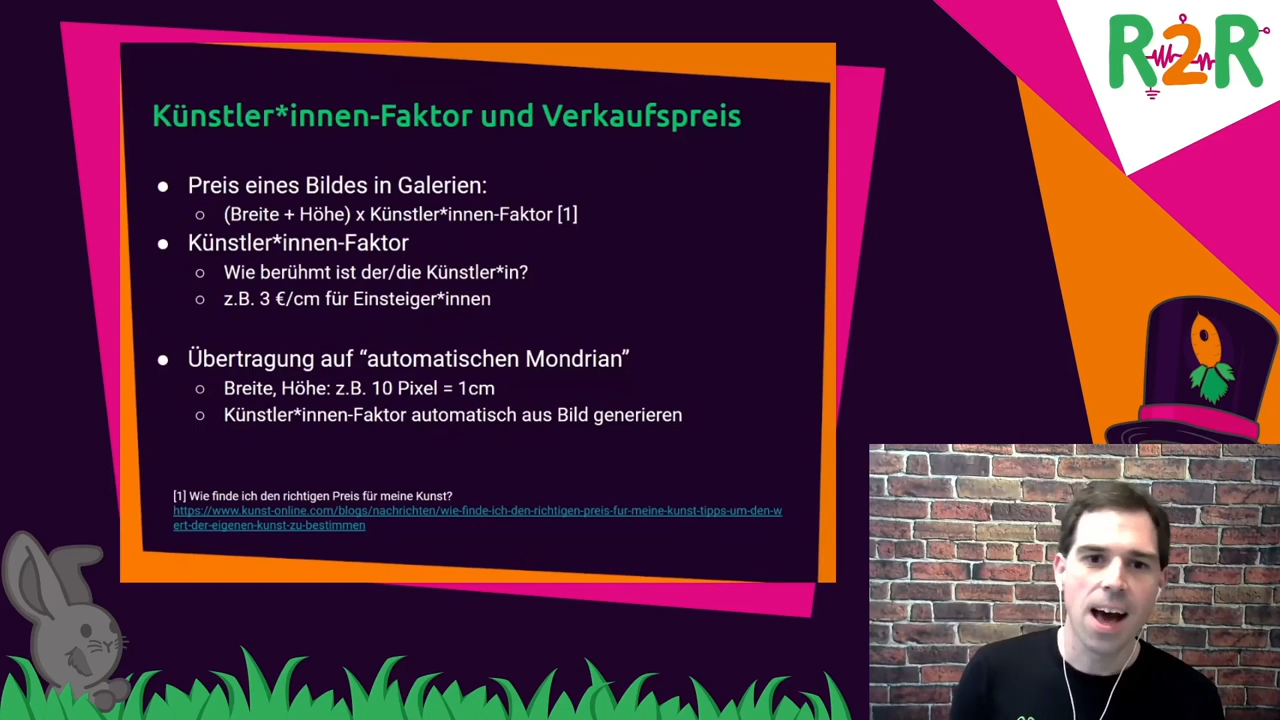 R2R
Künstler*innen-Faktor und Verkaufspreis
● Preis eines Bildes in Galerien:
○ (Breite + Höhe) x Künstler*innen-Faktor [1]
● Künstler*innen-Faktor
○ Wie berühmt ist der/die Künstler*in?
○ z.B. 3 €/cm für Einsteiger*innen
● Übertragung auf “automatischen Mondrian”
○ Breite, Höhe: z.B. 10 Pixel = 1cm
○ Künstler*innen-Faktor automatisch aus Bild generieren
[1] Wie finde ich den richtigen Preis für meine Kunst?
https://www.kunst-online.com/blogs/nachrichten/wie-finde-ich-den-richtigen-preis-fur-meine-kunst-tipps-um-den-w
ert-der-eigenen-kunst-zu-bestimmen